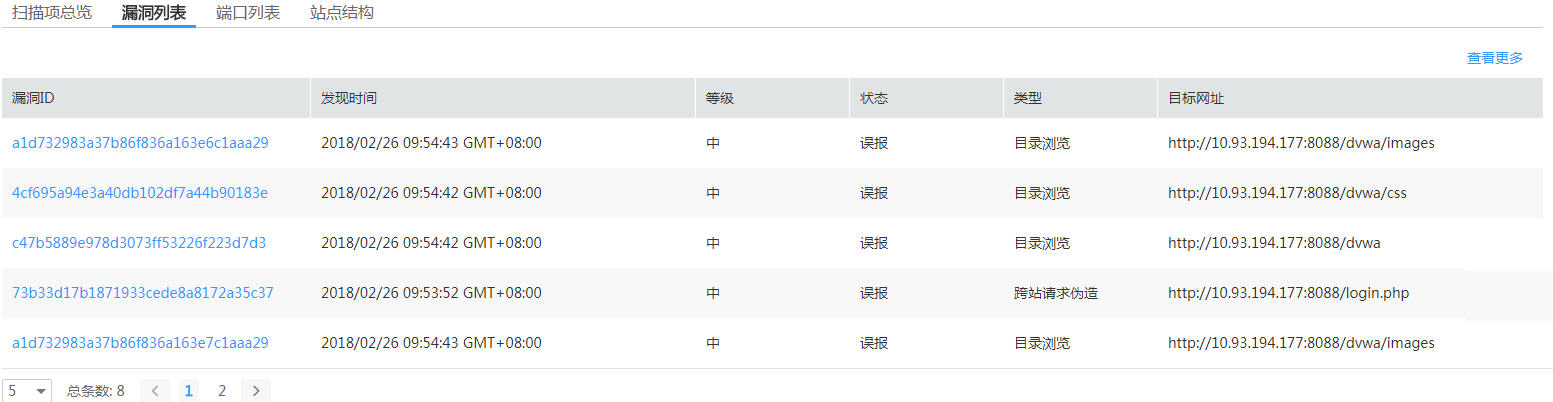 扫描项总览 漏洞列表 端口列表 站点结构
查看更多
漏洞ID 发现时间 等级 状态 类型 目标网址
a1d732983a37b86f836a163e6c1aaa29 2018/02/26 09:54:43 GMT+08:00 中 误报 目录浏览 http://10.93.194.177:8088/dvwa/images
4cf695a94e3a40db102df7a44b90183e 2018/02/26 09:54:42 GMT+08:00 中 误报 目录浏览 http://10.93.194.177:8088/dvwa/css
c47b5889e978d3073ff53226f223d7d3 2018/02/26 09:54:42 GMT+08:00 中 误报 目录浏览 http://10.93.194.177:8088/dvwa
73b33d17b1871933cede8a8172a35c37 2018/02/26 09:53:52 GMT+08:00 中 误报 跨站请求伪造 http://10.93.194.177:8088/login.php
a1d732983a37b86f836a163e7c1aaa29 2018/02/26 09:54:43 GMT+08:00 中 误报 目录浏览 http://10.93.194.177:8088/dvwa/images
5 总条数: 8 1 2